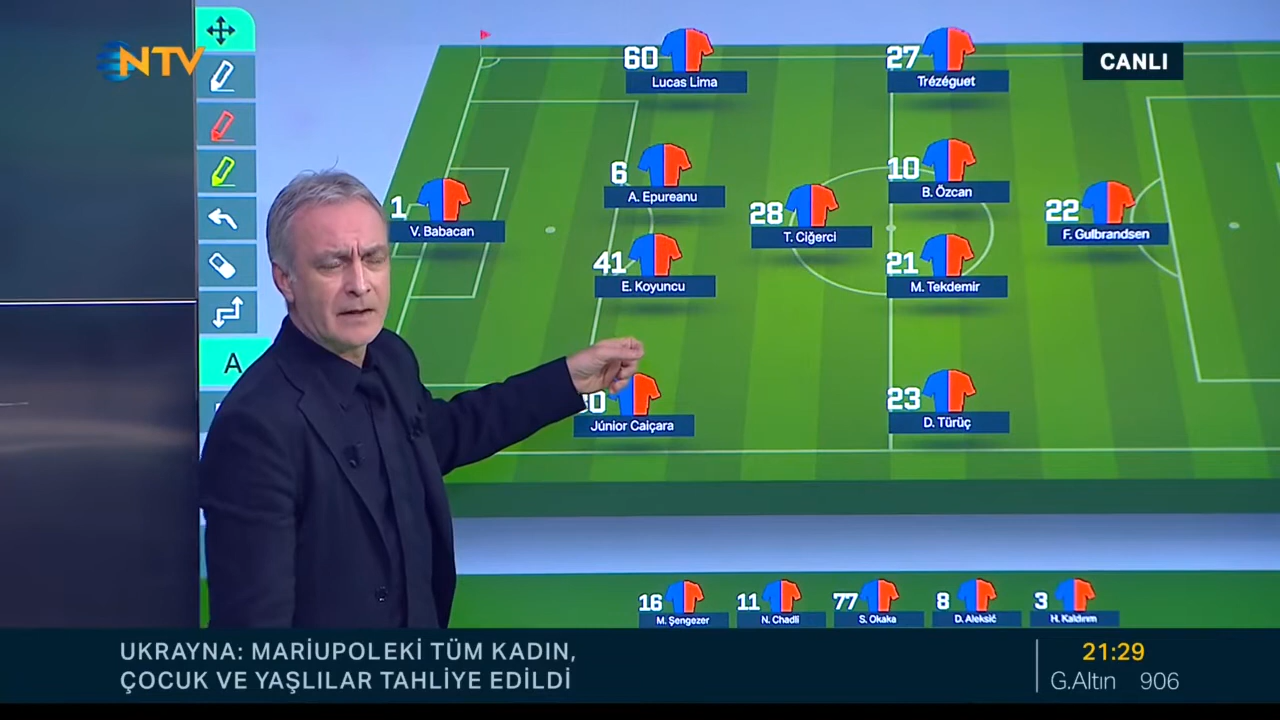 NTV
CANLI
60
Lucas Lima
27
Trézéguet
6
A. Epureanu
10
B. Özcan
1
V. Babacan
28
T. Ciğerci
22
F. Gulbrandsen
41
E. Koyuncu
21
M. Tekdemir
Júnior Caiçara
23
D. Türüç
A
16
M. Şengezer
11
N. Chadli
77
S. Okaka
8
D. Aleksić
3
H. Kaldırım
UKRAYNA: MARİUPOLEKİ TÜM KADIN,
ÇOCUK VE YAŞLILAR TAHLİYE EDİLDİ
21:29
G.Altın 906